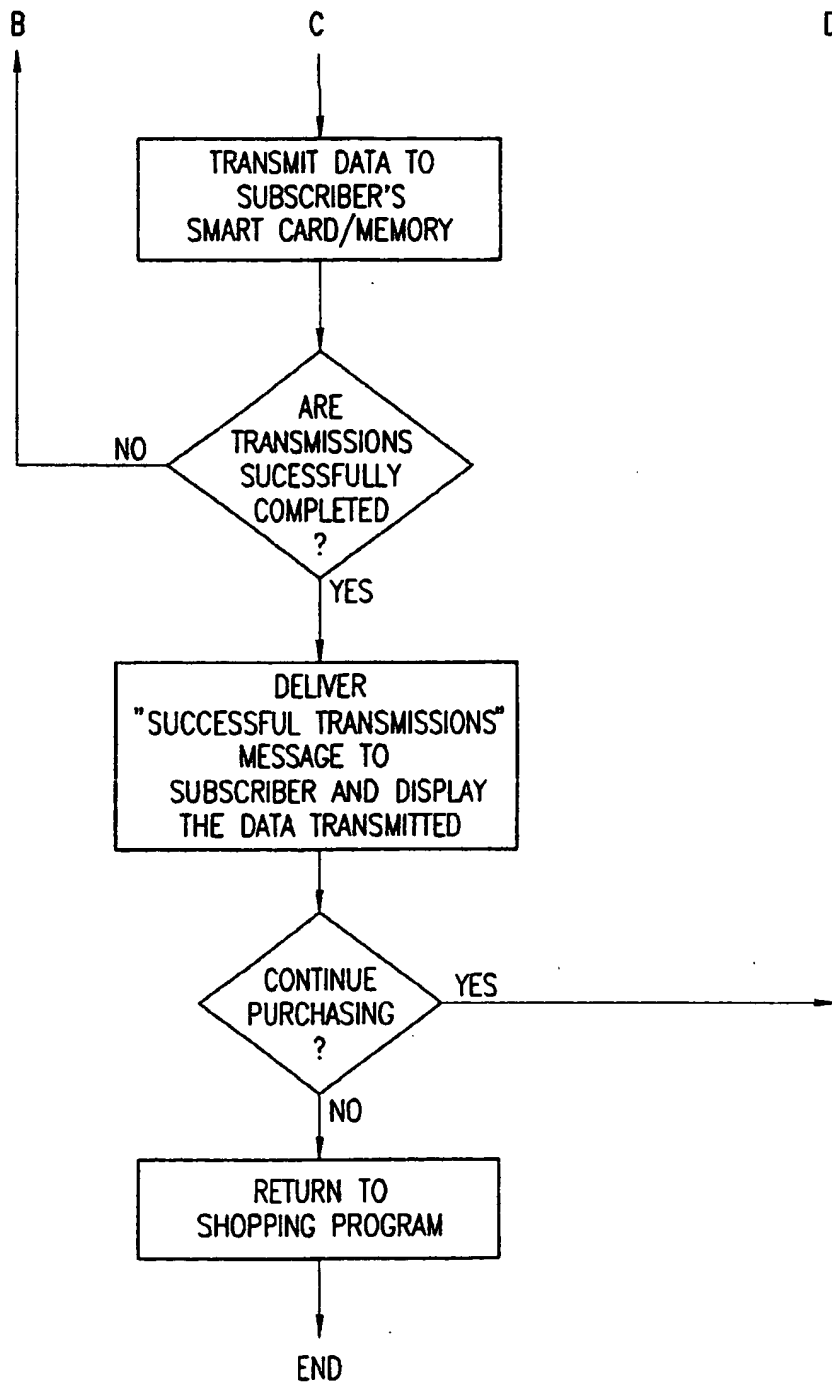 B
C
D
TRANSMIT DATA TO
SUBSCRIBER'S
SMART CARD/MEMORY
ARE
TRANSMISSIONS
SUCESSFULLY
COMPLETED
?
NO
YES
DELIVER
"SUCCESSFUL TRANSMISSIONS"
MESSAGE TO
SUBSCRIBER AND DISPLAY
THE DATA TRANSMITTED
CONTINUE
PURCHASING
?
YES
NO
RETURN TO
SHOPPING PROGRAM
END